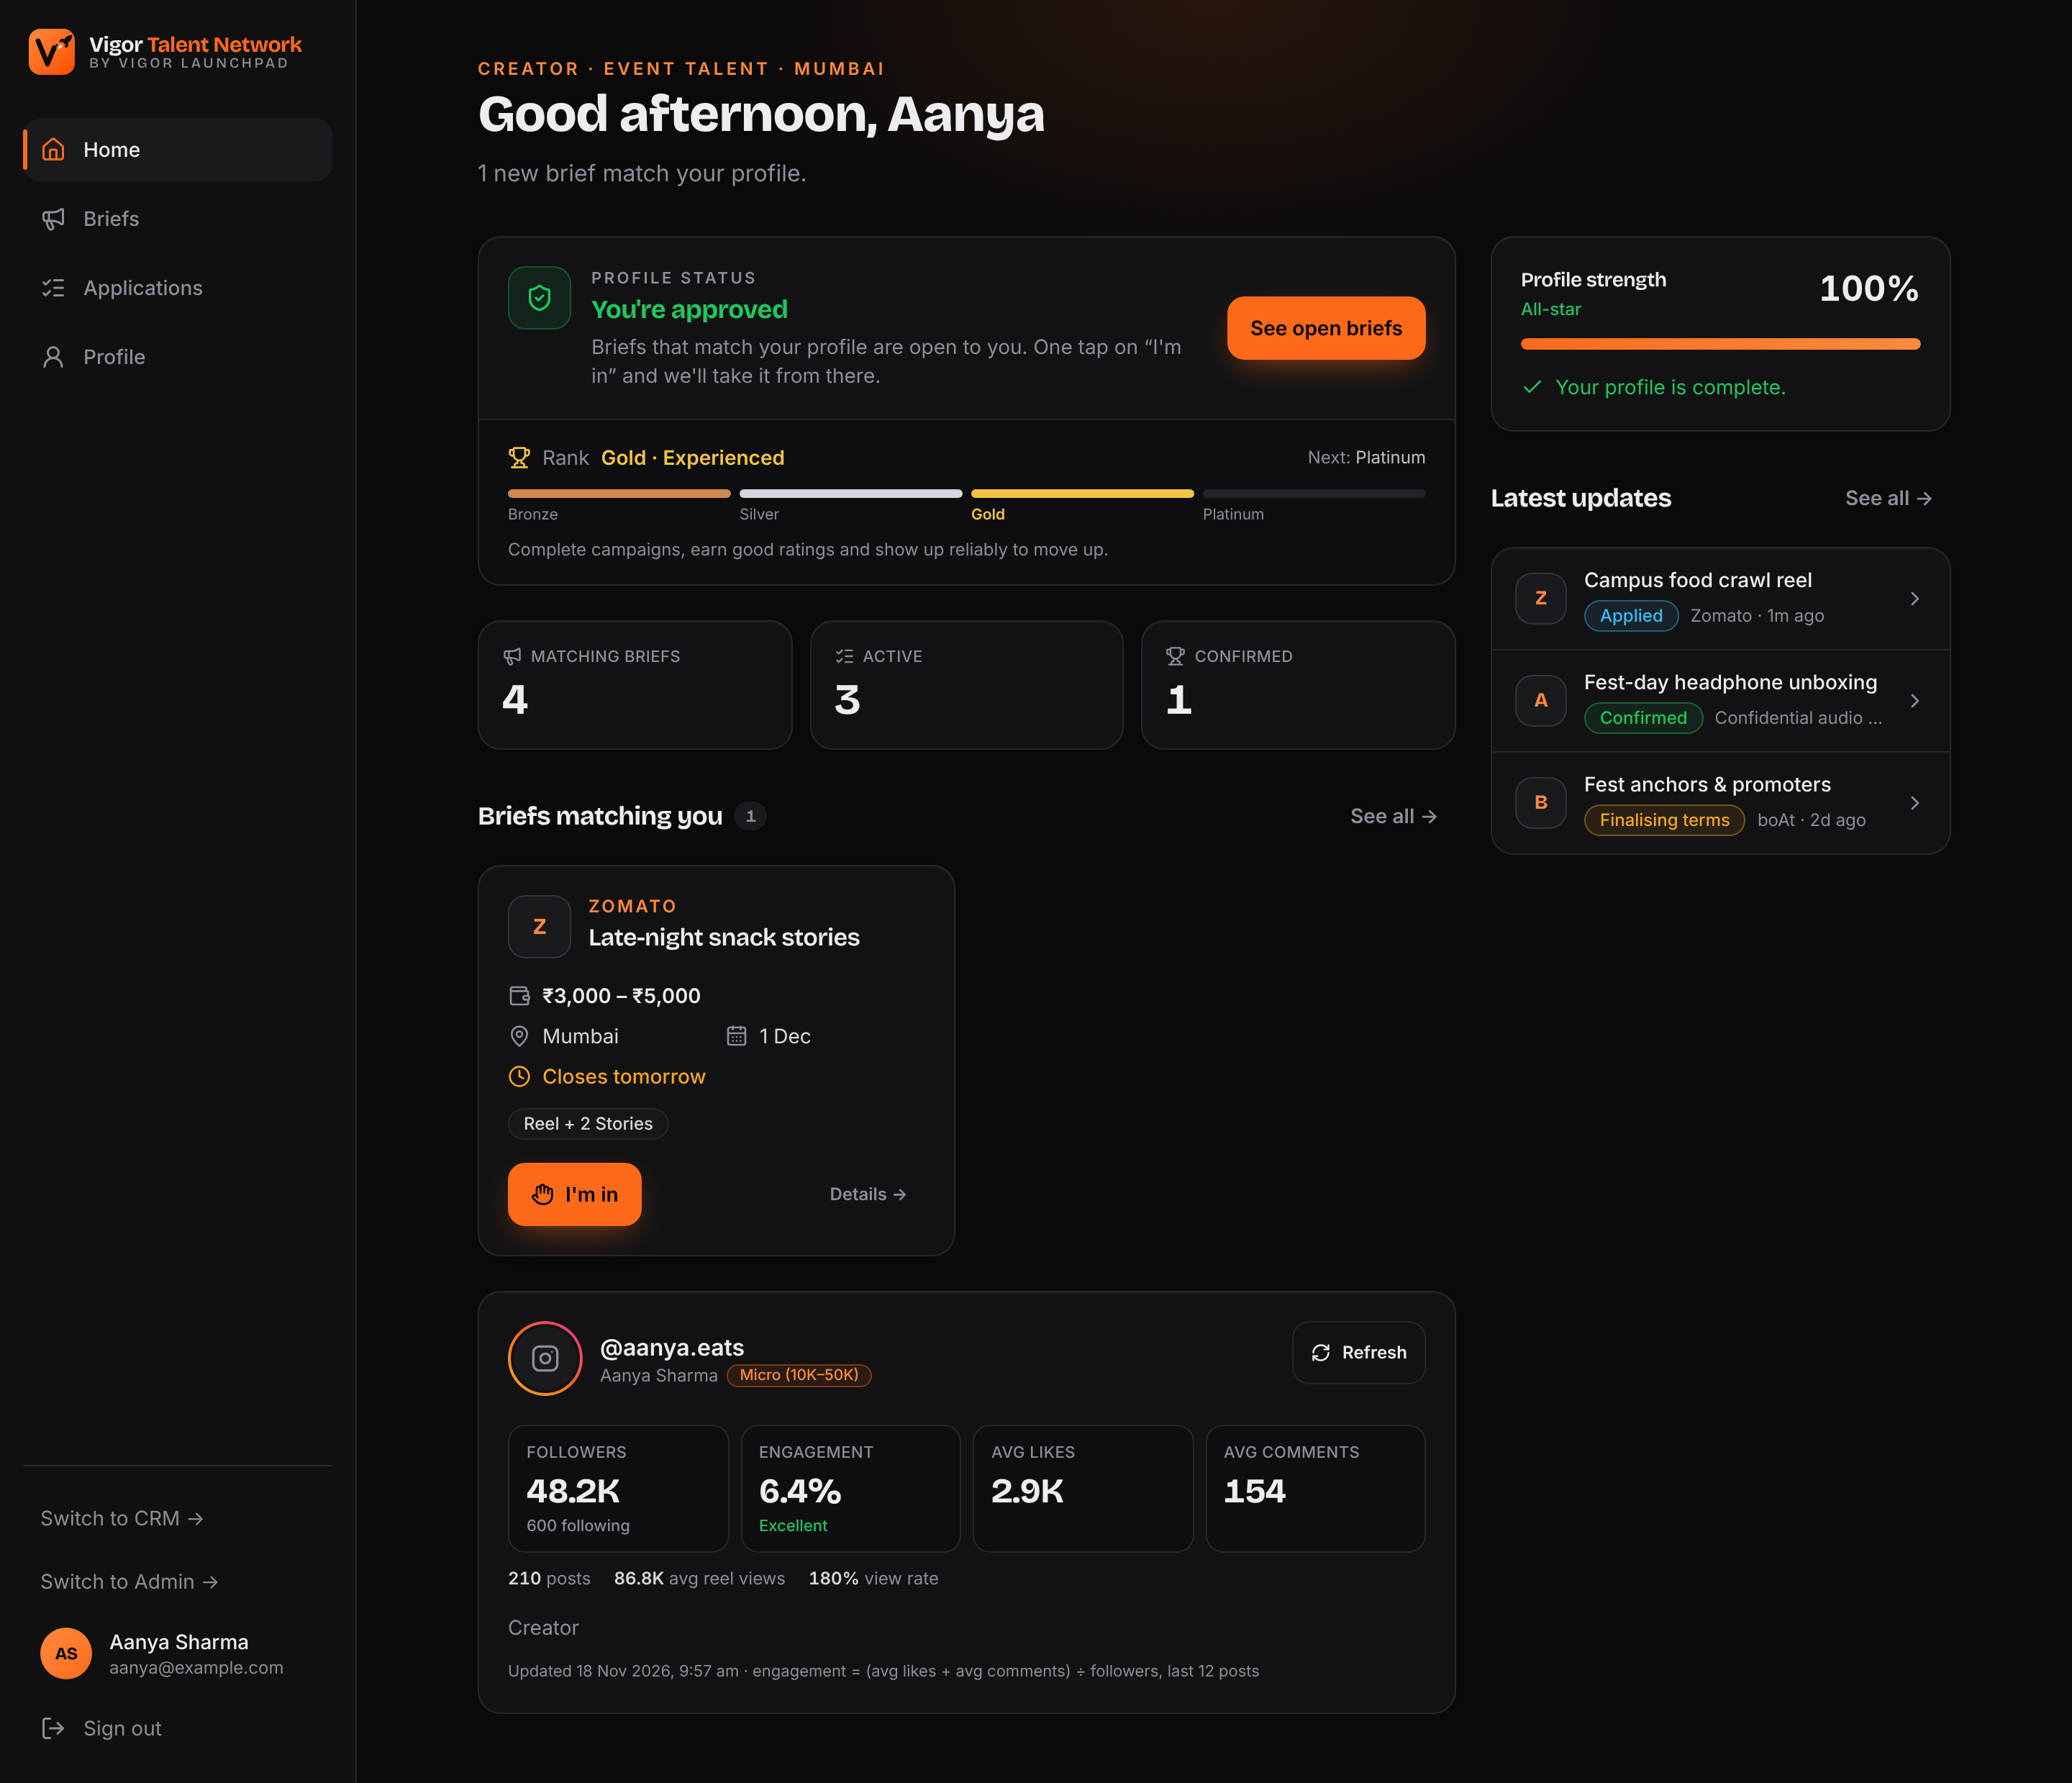 Vigor Talent Network
BY VIGOR LAUNCHPAD
Home
Briefs
Applications
Profile
Switch to CRM →
Switch to Admin →
AS
Aanya Sharma
aanya@example.com
Sign out
CREATOR · EVENT TALENT · MUMBAI
Good afternoon, Aanya
1 new brief match your profile.
PROFILE STATUS
You're approved
Briefs that match your profile are open to you. One tap on “I'm
in” and we'll take it from there.
See open briefs
Rank Gold · Experienced
Next: Platinum
Bronze
Silver
Gold
Platinum
Complete campaigns, earn good ratings and show up reliably to move up.
MATCHING BRIEFS
4
ACTIVE
3
CONFIRMED
1
Briefs matching you 1
See all →
Z
ZOMATO
Late-night snack stories
₹3,000 – ₹5,000
Mumbai
1 Dec
Closes tomorrow
Reel + 2 Stories
I'm in
Details →
@aanya.eats
Aanya Sharma Micro (10K–50K)
Refresh
FOLLOWERS
48.2K
600 following
ENGAGEMENT
6.4%
Excellent
AVG LIKES
2.9K
AVG COMMENTS
154
210 posts 86.8K avg reel views 180% view rate
Creator
Updated 18 Nov 2026, 9:57 am · engagement = (avg likes + avg comments) ÷ followers, last 12 posts
Profile strength
All-star
100%
Your profile is complete.
Latest updates
See all →
Z
Campus food crawl reel
Applied Zomato · 1m ago
A
Fest-day headphone unboxing
Confirmed Confidential audio ...
B
Fest anchors & promoters
Finalising terms boAt · 2d ago